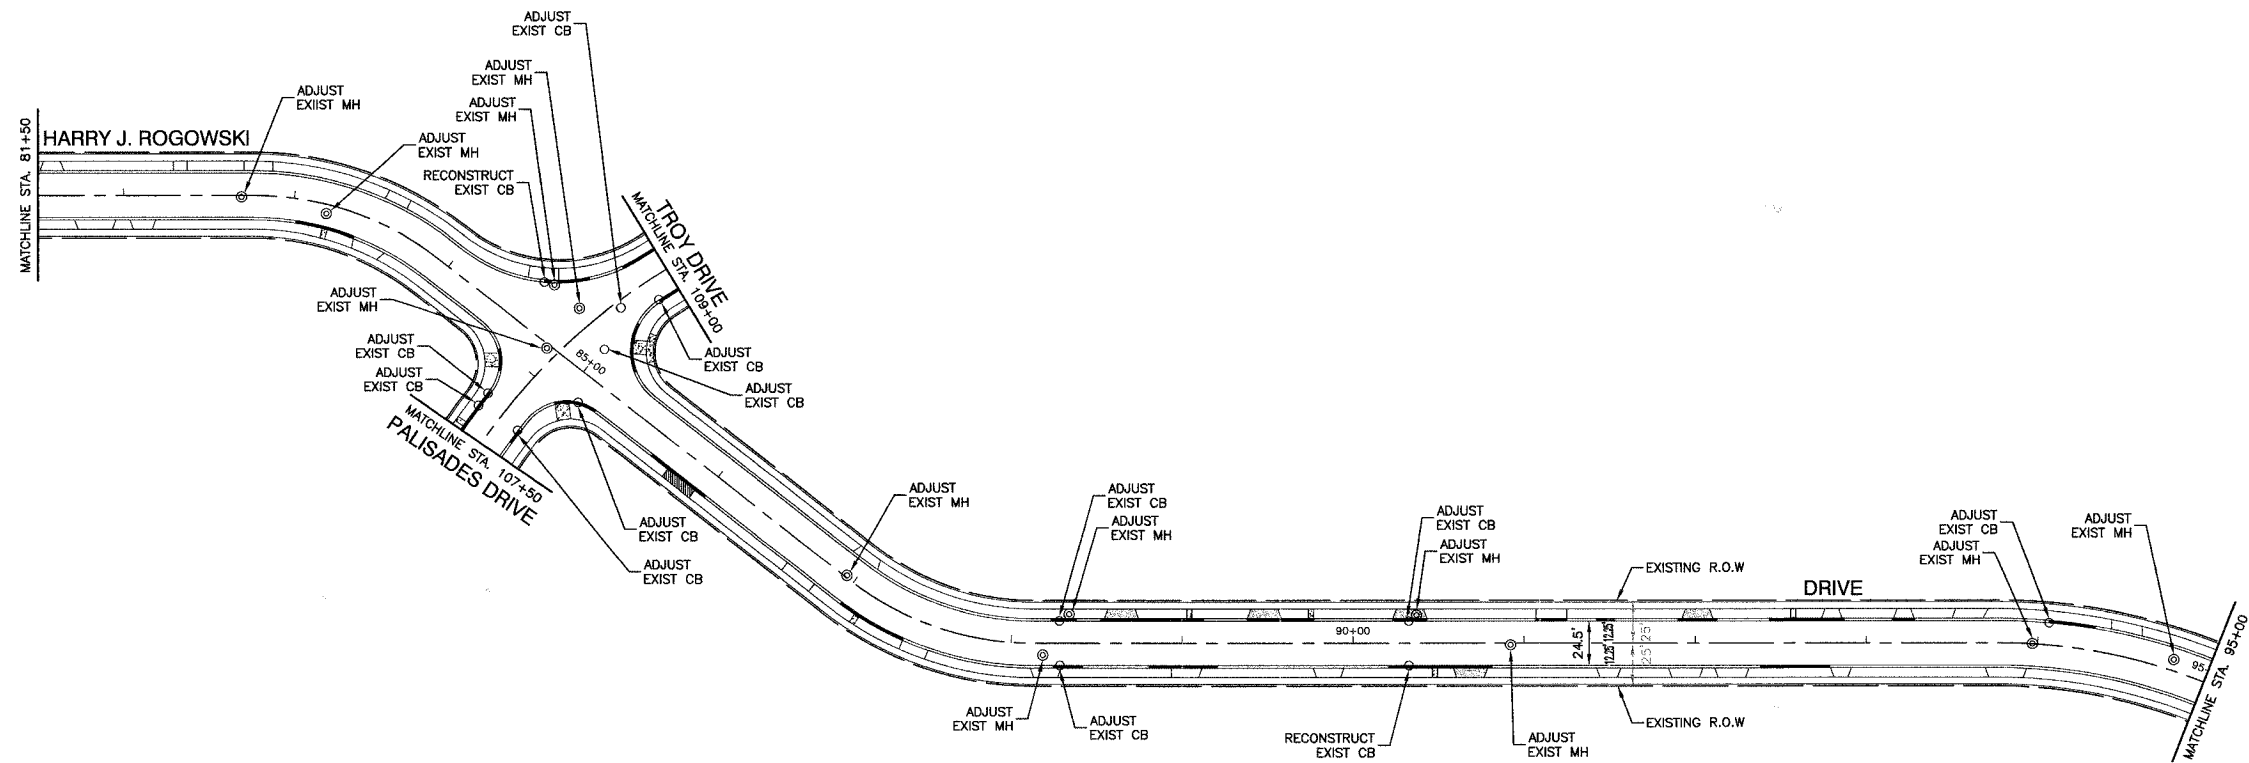 ADJUST
EXIST CB
ADJUST
EXIST MH
ADJUST
EXIIST MH
ADJUST
EXIST MH
ADJUST
EXIST MH
RECONSTRUCT
EXIST CB
MATCHLINE STA. 81+50
HARRY J. ROGOWSKI
TROY DRIVE
MATCHLINE STA. 109+00
ADJUST
EXIST MH
ADJUST
EXIST CB
ADJUST
EXIST CB
85+00
ADJUST
EXIST CB
ADJUST
EXIST CB
MATCHLINE STA. 107+50
PALISADES DRIVE
ADJUST
EXIST CB
ADJUST
EXIST CB
ADJUST
EXIST MH
ADJUST
EXIST CB
ADJUST
EXIST MH
ADJUST
EXIST CB
ADJUST
EXIST MH
EXISTING R.O.W
DRIVE
ADJUST
EXIST CB
ADJUST
EXIST MH
ADJUST
EXIST MH
90+00
24.5'
12.25'
12.25'
25'
25'
95+
MATCHLINE STA. 95+00
ADJUST
EXIST MH
ADJUST
EXIST CB
RECONSTRUCT
EXIST CB
ADJUST
EXIST MH
EXISTING R.O.W